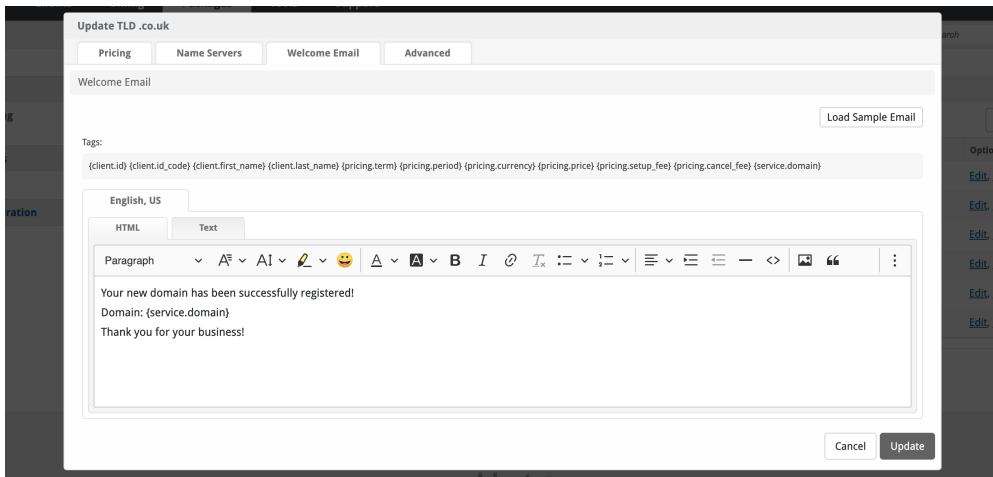 Update TLD .co.uk
arch
Pricing Name Servers Welcome Email Advanced
Welcome Email
Load Sample Email
Tags:
Optio
{client.id} {client.id_code} {client.first_name} {client.last_name} {pricing.term} {pricing.period} {pricing.currency} {pricing.price} {pricing.setup_fee} {pricing.cancel_fee} {service.domain}
Edit,
English, US
Edit,
ration
HTML Text
Edit,
Paragraph
Edit,
Your new domain has been successfully registered!
Edit,
Domain: {service.domain}
Edit,
Thank you for your business!
Cancel Update